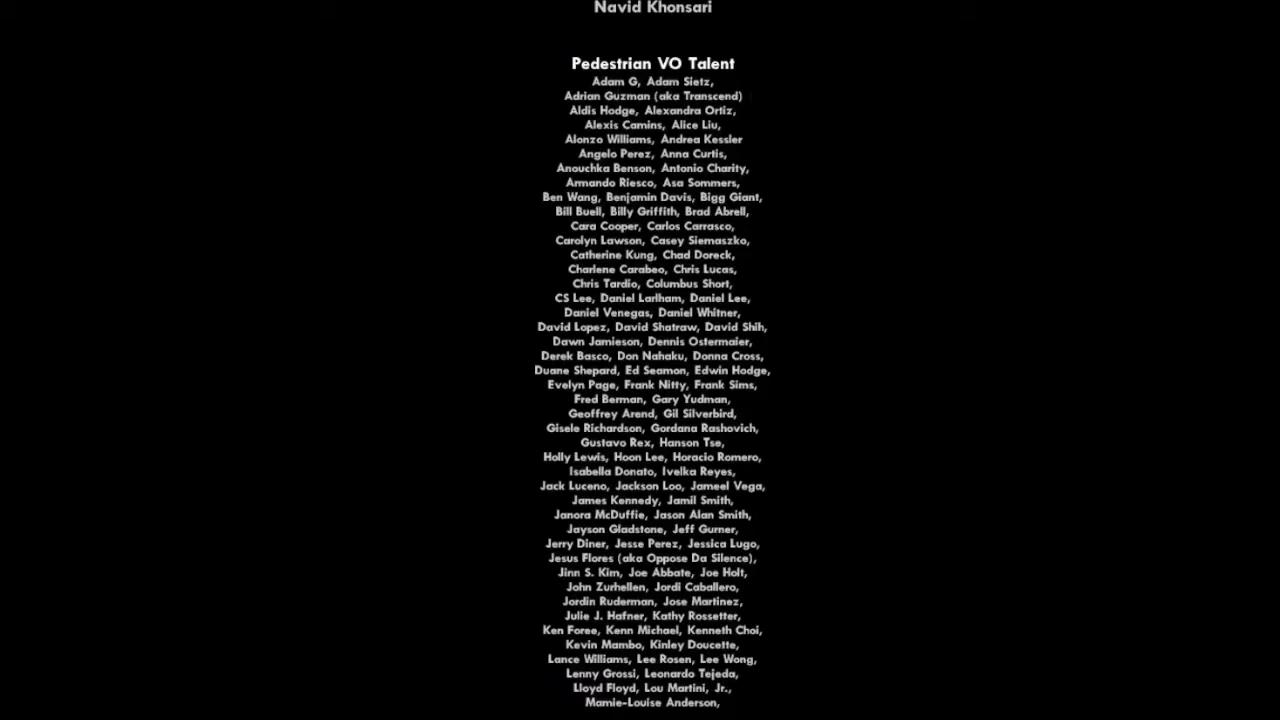 Navid Khonsari
Pedestrian VO Talent
Adam G, Adam Sietz,
Adrian Guzman (aka Transcend)
Aldis Hodge, Alexandra Ortiz,
Alexis Camins, Alice Liu,
Alonzo Williams, Andrea Kessler
Angelo Perez, Anna Curtis,
Anouchka Benson, Antonio Charity,
Armando Riesco, Asa Sommers,
Ben Wang, Benjamin Davis, Bigg Giant,
Bill Buell, Billy Griffith, Brad Abrell,
Cara Cooper, Carlos Carrasco,
Carolyn Lawson, Casey Siemaszko,
Catherine Kung, Chad Doreck,
Charlene Carabeo, Chris Lucas,
Chris Tardio, Columbus Short,
CS Lee, Daniel Larlham, Daniel Lee,
Daniel Venegas, Daniel Whitner,
David Lopez, David Shatraw, David Shih,
Dawn Jamieson, Dennis Ostermaier,
Derek Basco, Don Nahaku, Donna Cross,
Duane Shepard, Ed Seamon, Edwin Hodge,
Evelyn Page, Frank Nitty, Frank Sims,
Fred Berman, Gary Yudman,
Geoffrey Arend, Gil Silverbird,
Gisele Richardson, Gordana Rashovich,
Gustavo Rex, Hanson Tse,
Holly Lewis, Hoon Lee, Horacio Romero,
Isabella Donato, Ivelka Reyes,
Jack Luceno, Jackson Loo, Jameel Vega,
James Kennedy, Jamil Smith,
Janora McDuffie, Jason Alan Smith,
Jayson Gladstone, Jeff Gurner,
Jerry Diner, Jesse Perez, Jessica Lugo,
Jesus Flores (aka Oppose Da Silence),
Jinn S. Kim, Joe Abbate, Joe Holt,
John Zurhellen, Jordi Caballero,
Jordin Ruderman, Jose Martinez,
Julie J. Hafner, Kathy Rossetter,
Ken Foree, Kenn Michael, Kenneth Choi,
Kevin Mambo, Kinley Doucette,
Lance Williams, Lee Rosen, Lee Wong,
Lenny Grossi, Leonardo Tejeda,
Lloyd Floyd, Lou Martini, Jr.,
Mamie-Louise Anderson,